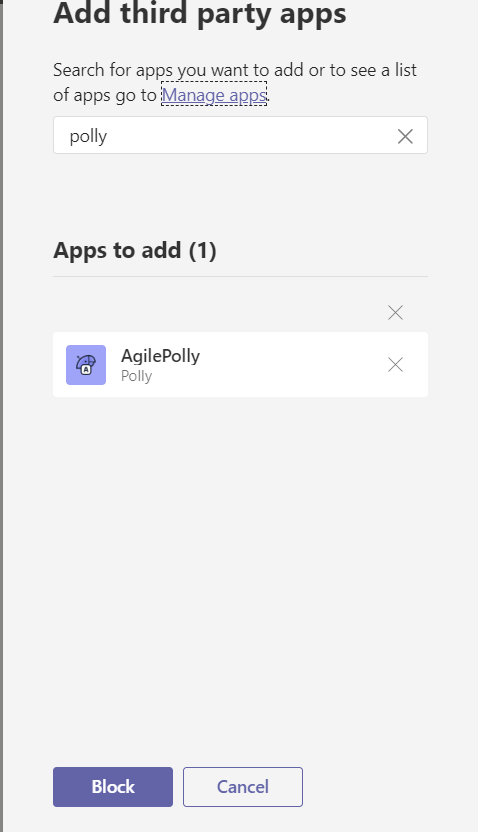 Add third party apps
Search for apps you want to add or to see a list
of apps go to Manage apps.
polly
Apps to add (1)
AgilePolly
Polly
A
Block
Cancel